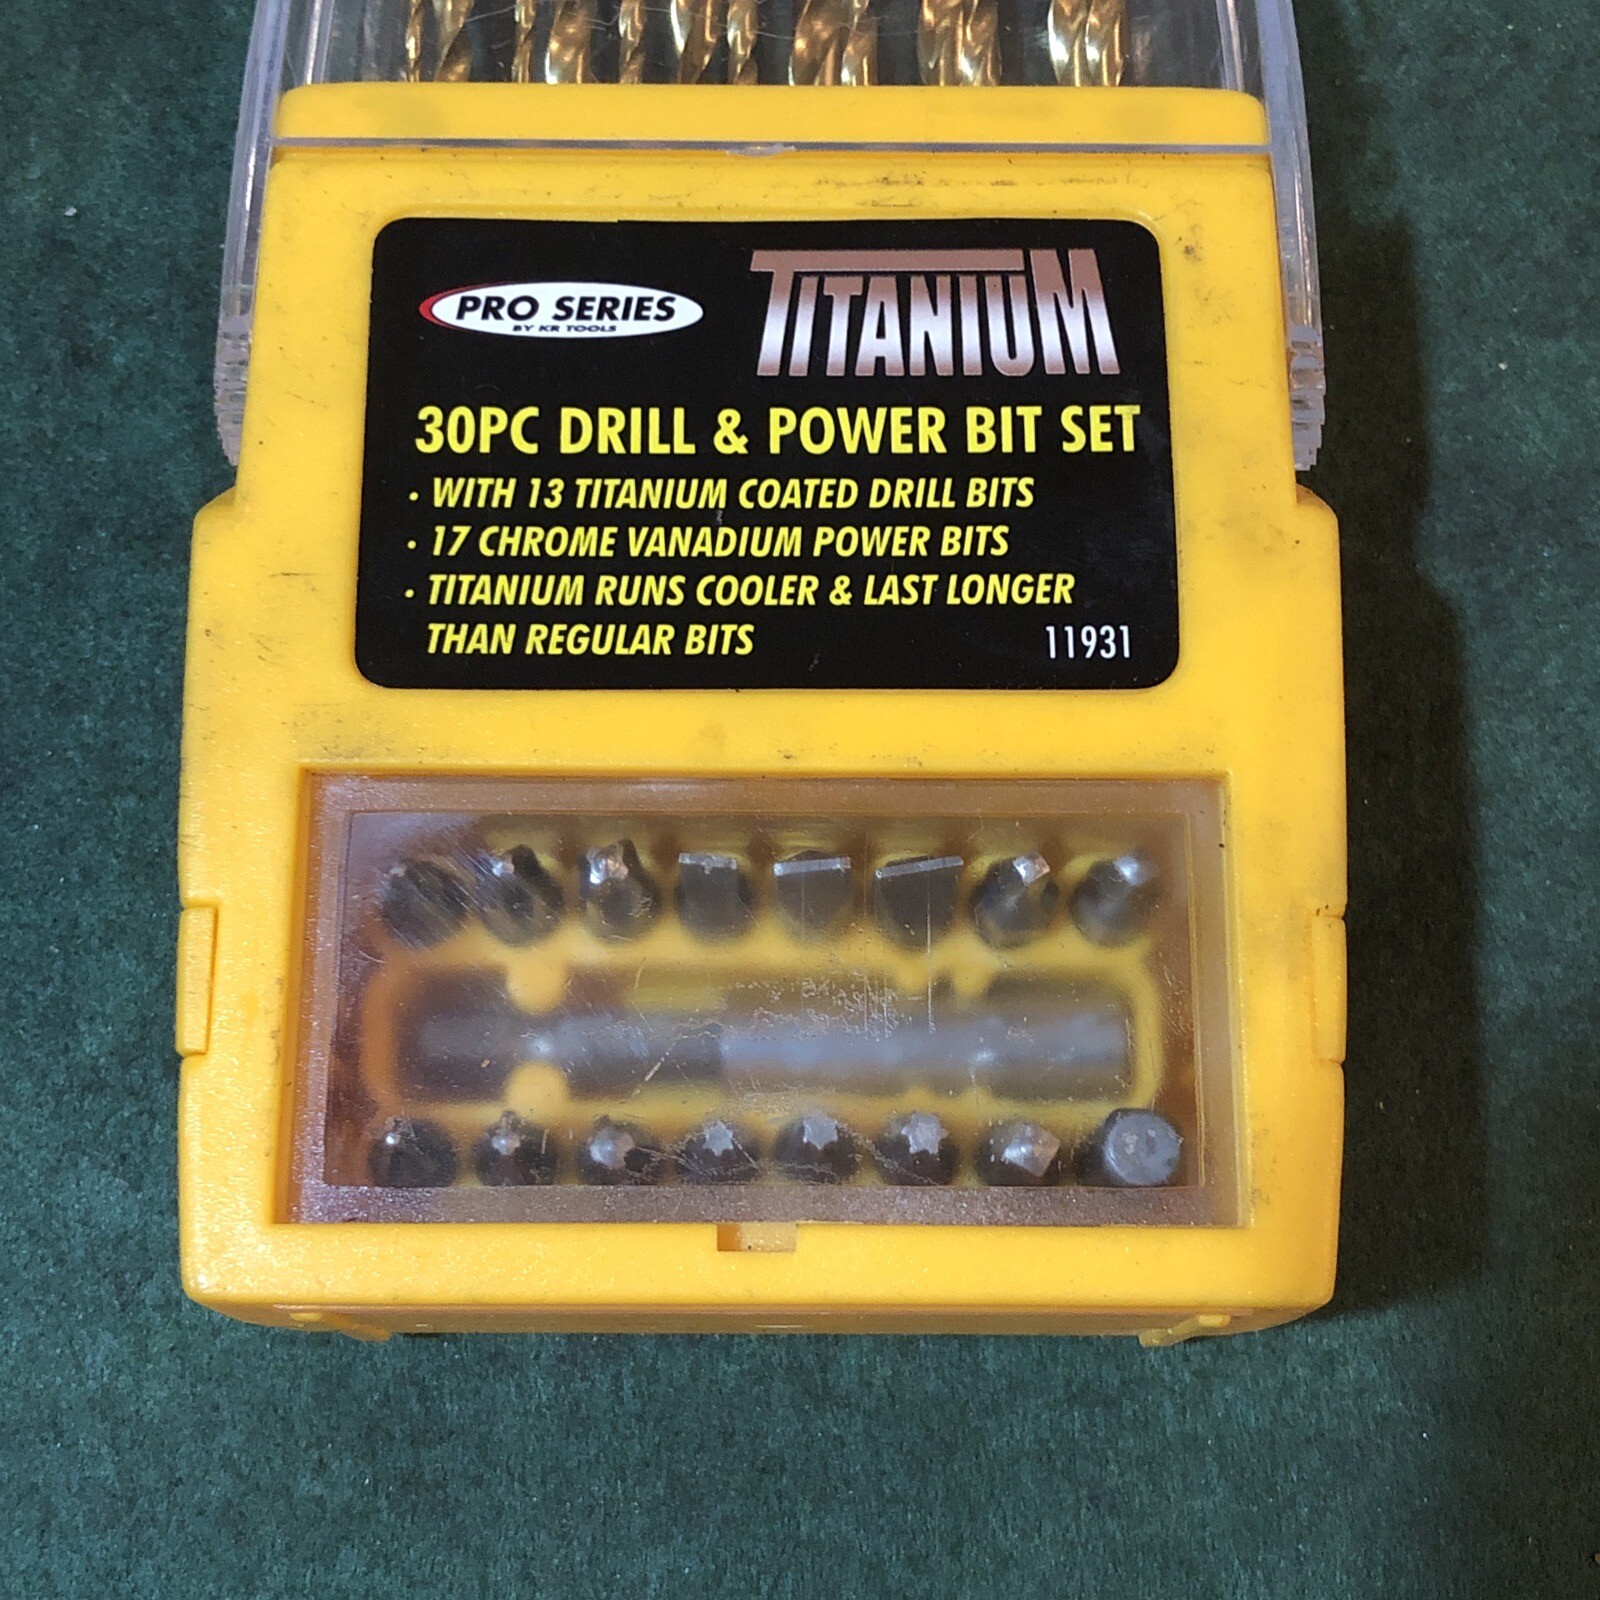 PRO SERIES
BY KR TOOLS
TITANIUM
30PC DRILL & POWER BIT SET
• WITH 13 TITANIUM COATED DRILL BITS
• 17 CHROME VANADIUM POWER BITS
• TITANIUM RUNS COOLER & LAST LONGER
THAN REGULAR BITS
11931